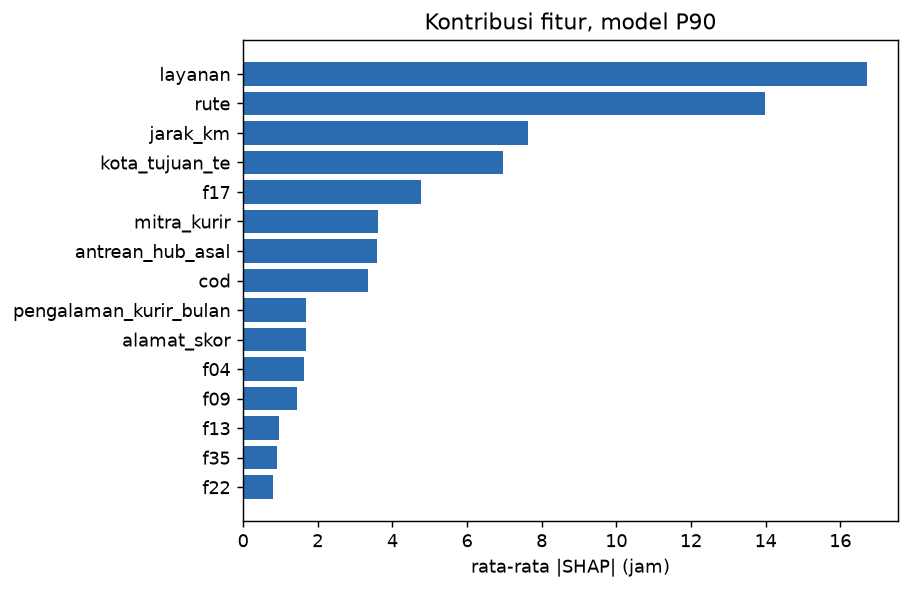 Kontribusi fitur, model P90
layanan
rute
jarak_km
kota_tujuan_te
f17
mitra_kurir
antrean_hub_asal
cod
pengalaman_kurir_bulan
alamat_skor
f04
f09
f13
f35
f22
0 2 4 6 8 10 12 14 16
rata-rata |SHAP| (jam)